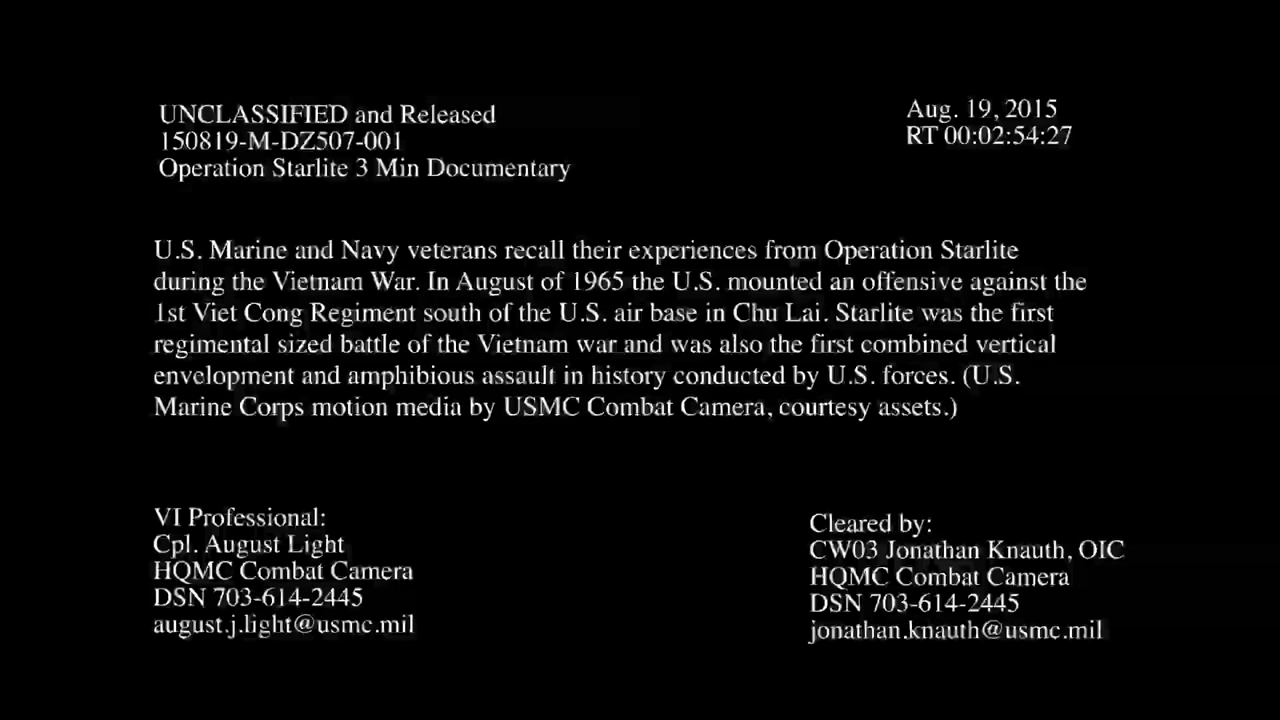 UNCLASSIFIED and Released
150819-M-DZ507-001
Operation Starlite 3 Min Documentary
Aug. 19, 2015
RT 00:02:54:27
U.S. Marine and Navy veterans recall their experiences from Operation Starlite
during the Vietnam War. In August of 1965 the U.S. mounted an offensive against the
1st Viet Cong Regiment south of the U.S. air base in Chu Lai. Starlite was the first
regimental sized battle of the Vietnam war and was also the first combined vertical
envelopment and amphibious assault in history conducted by U.S. forces. (U.S.
Marine Corps motion media by USMC Combat Camera, courtesy assets.)
VI Professional:
Cpl. August Light
HQMC Combat Camera
DSN 703-614-2445
august.j.light@usmc.mil
Cleared by:
CW03 Jonathan Knauth, OIC
HQMC Combat Camera
DSN 703-614-2445
jonathan.knauth@usmc.mil